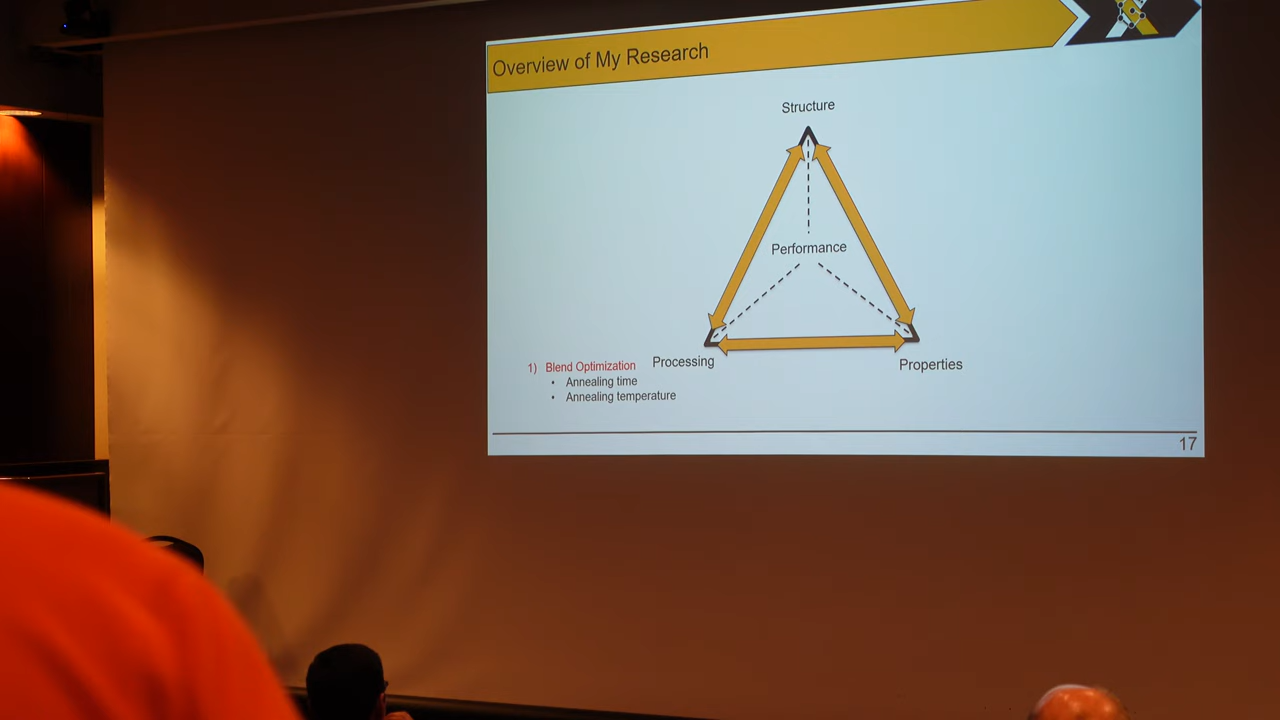 Overview of My Research
Structure
Performance
Processing
Properties
1) Blend Optimization
• Annealing time
• Annealing temperature
17